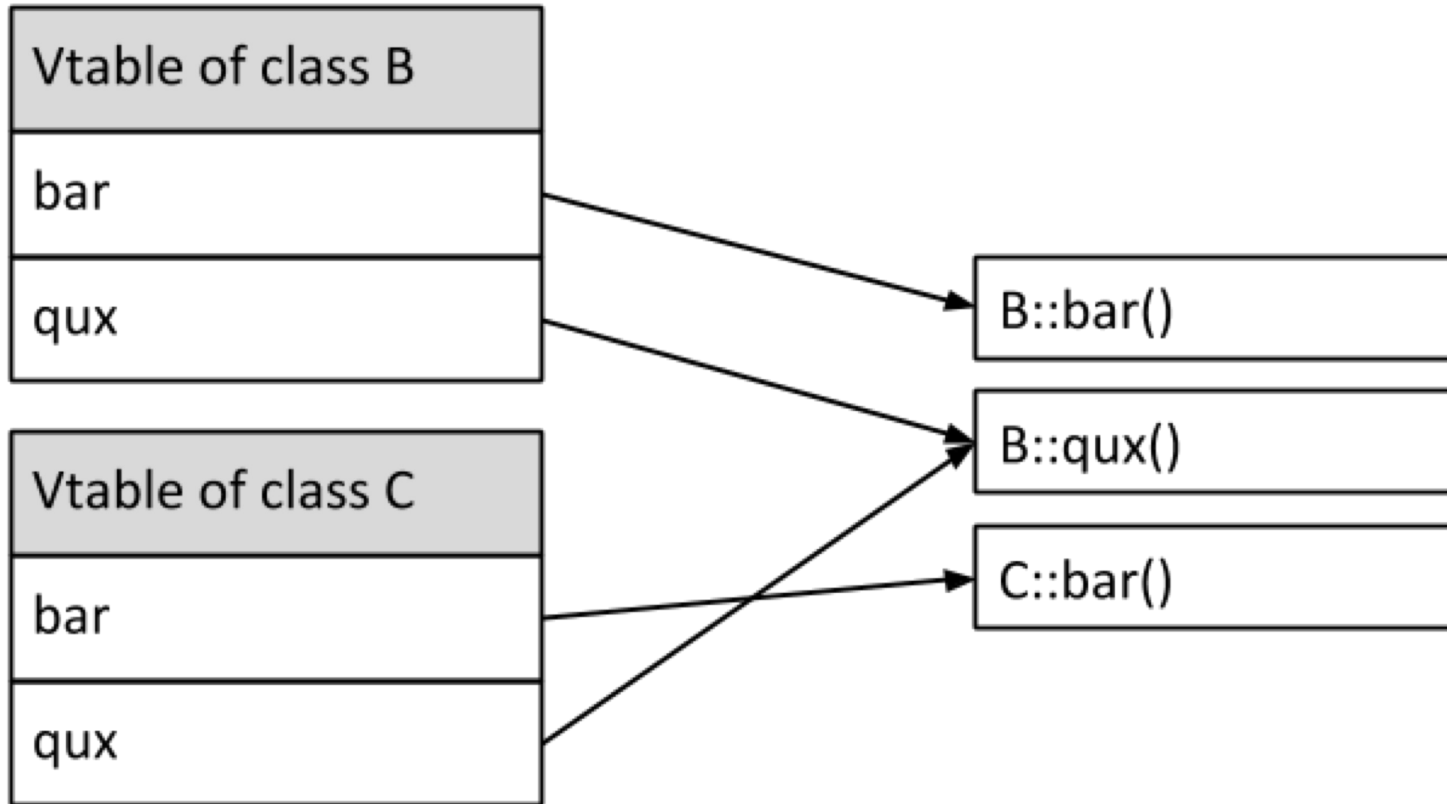 Vtable of class B
bar
qux
Vtable of class C
bar
qux
B::bar()
B::qux()
C::bar()